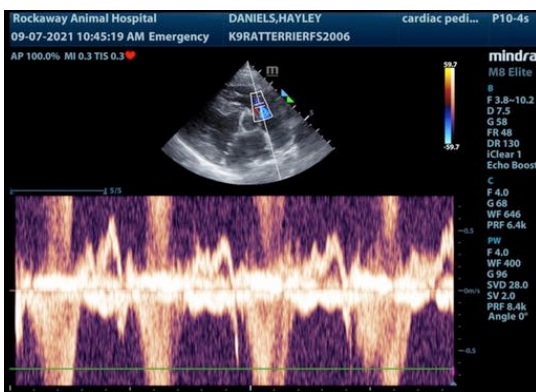 Rockaway Animal Hospital DANIELS,HAYLEY cardiac pedi... P10-4s
09-07-2021 10:45:19 AM Emergency K9RATTERRIERFS2006
AP 100.0% MI 0.3 TIS 0.3
mindra
M8 Elite
m
59.7
-59.7
B
F 3.8~10.2
D 7.5
G 58
FR 48
DR 130
iClear 1
Echo Boost
C
F 4.0
G 68
WF 646
PRF 6.4k
PW
F 4.0
WF 400
G 96
SVD 28.0
SV 2.0
PRF 8.4k
Angle 0°
5/5
-0.5
-0m/s
--0.5